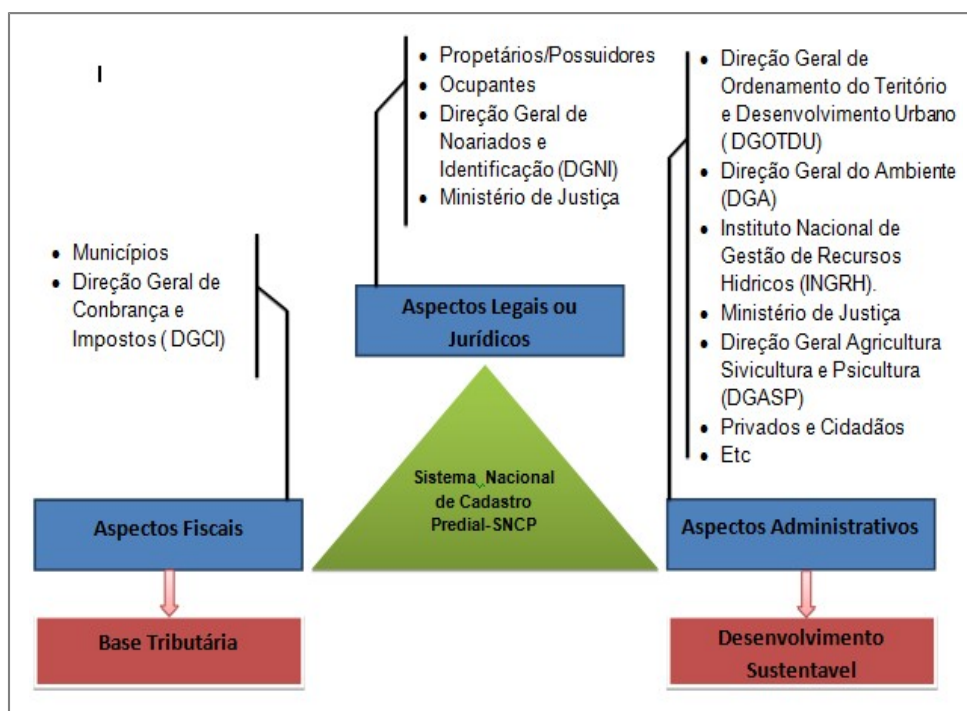 I
• Propetários/Possuidores
• Ocupantes
• Direção Geral de
Noariados e
Identificação (DGNI)
• Ministério de Justiça
• Direção Geral de
Ordenamento do Teritório
e Desenvolvimento Urbano
( DGOTDU)
• Direção Geral do Ambiente
(DGA)
• Instituto Nacional de
Gestão de Recursos
Hidricos (INGRH).
• Ministério de Justiça
• Direção Geral Agricultura
Sivicultura e Psicultura
(DGASP)
• Privados e Cidadãos
• Etc
• Municípios
• Direção Geral de
Conbrança e
Impostos ( DGCI)
Aspectos Legais ou
Jurídicos
Sistema Nacional
de Cadastro
Predial-SNCP
Aspectos Fiscais
Aspectos Administrativos
Base Tributária
Desenvolvimento
Sustentavel